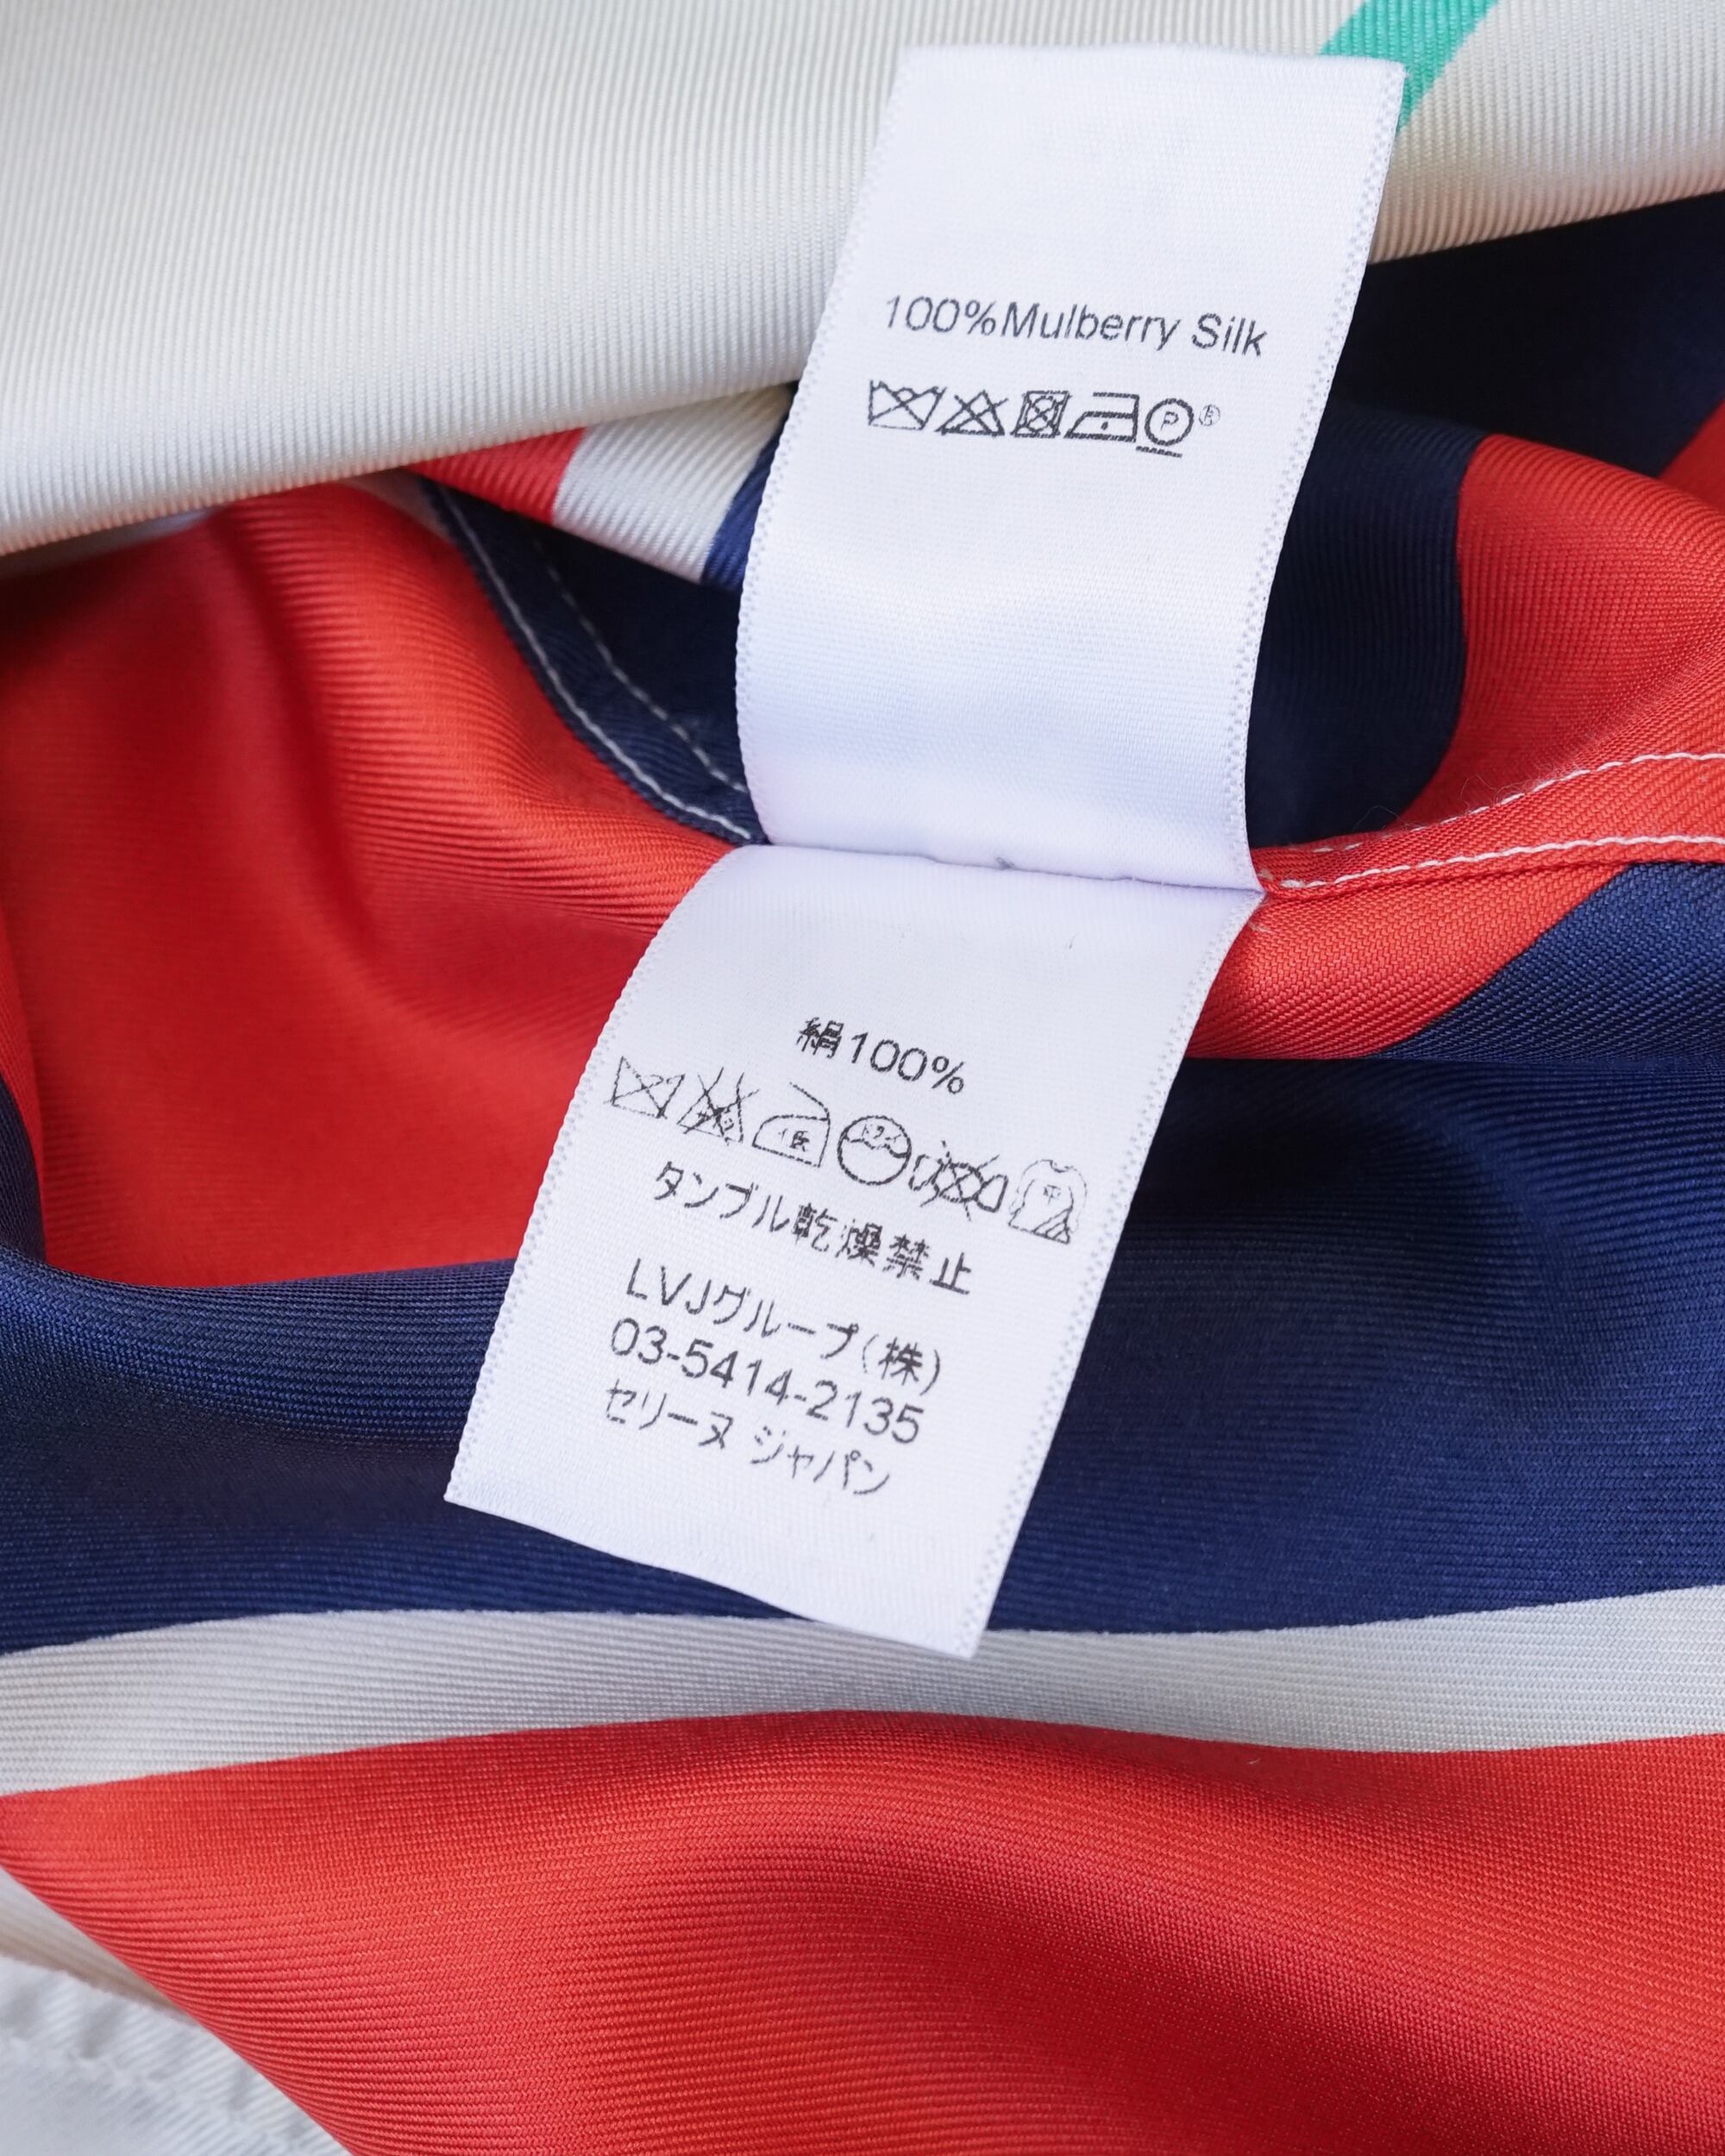 100%Mulberry Silk
P
絹100%
タンブル乾燥禁止
LVJグループ(株)
03-5414-2135
セリーヌ ジャパン